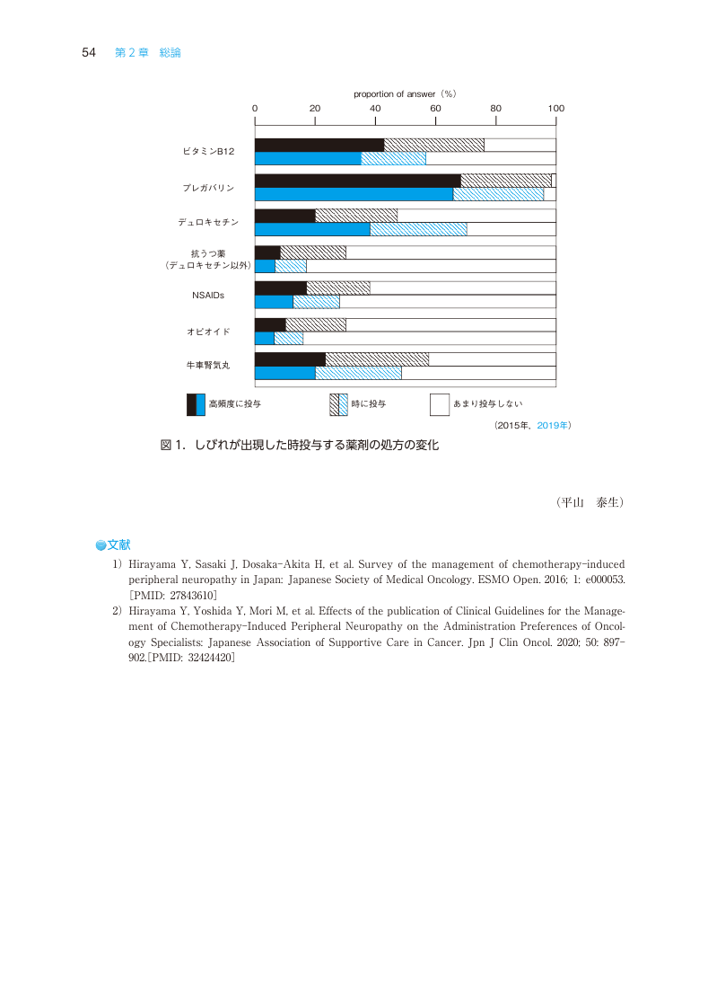 54 第2章 総論
proportion of answer（%）
0 20 40 60 80 100
ビタミンB12
プレガバリン
デュロキセチン
抗うつ薬
（デュロキセチン以外）
NSAIDs
オピオイド
牛車腎気丸
高頻度に投与 時に投与 あまり投与しない
（2015年，2019年）
図1．しびれが出現した時投与する薬剤の処方の変化
（平山 泰生）
文献
1) Hirayama Y, Sasaki J, Dosaka-Akita H, et al. Survey of the management of chemotherapy-induced
peripheral neuropathy in Japan: Japanese Society of Medical Oncology. ESMO Open. 2016; 1: e000053.
[PMID: 27843610]
2) Hirayama Y, Yoshida Y, Mori M, et al. Effects of the publication of Clinical Guidelines for the Manage-
ment of Chemotherapy-Induced Peripheral Neuropathy on the Administration Preferences of Oncol-
ogy Specialists: Japanese Association of Supportive Care in Cancer. Jpn J Clin Oncol. 2020; 50: 897-
902.[PMID: 32424420]